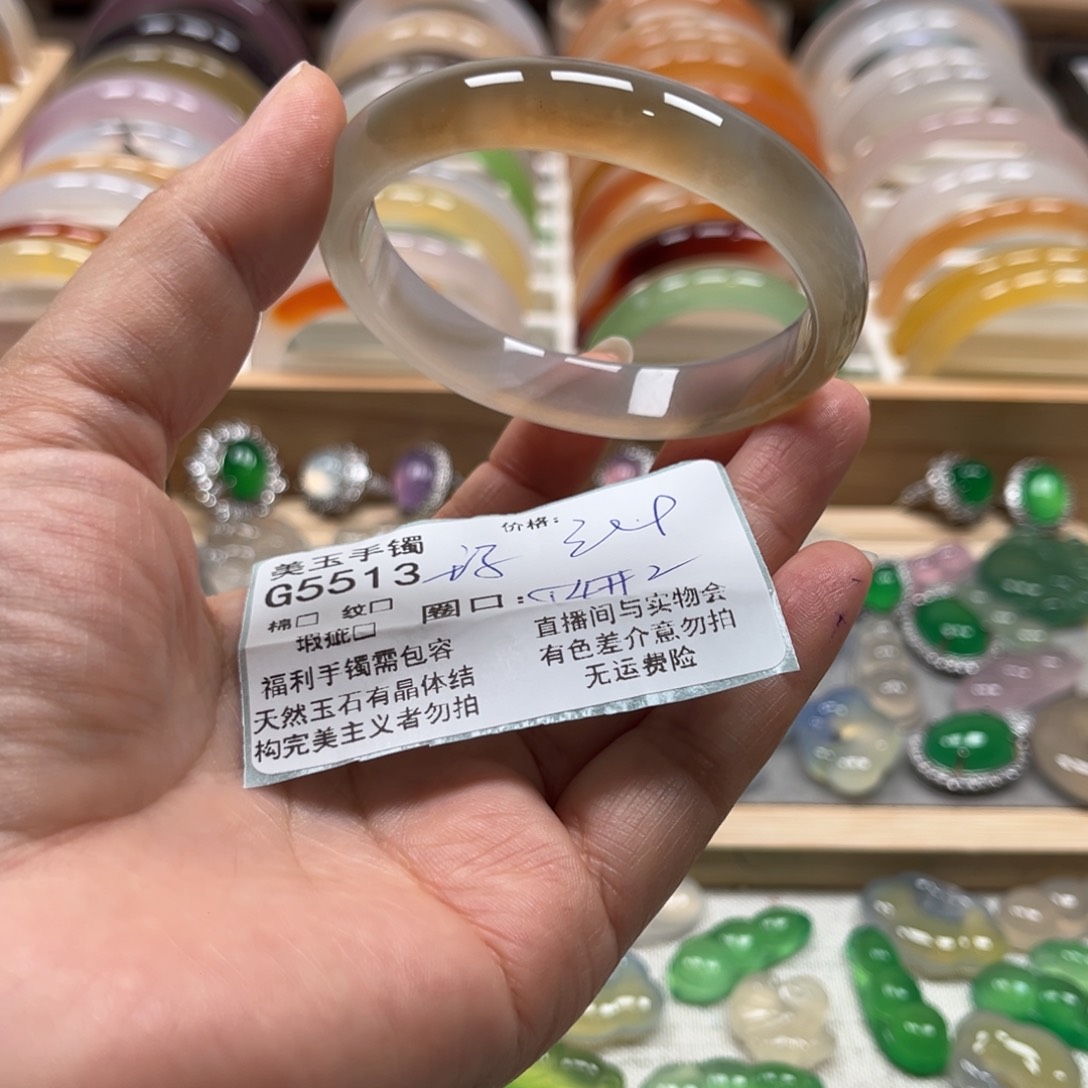 价格:
美玉手镯
G5513
棉□ 纹□ 圈口:
瑕疵□
福利手镯需包容
天然玉石有晶体结
构完美主义者勿拍
直播间与实物会
有色差介意勿拍
无运费险